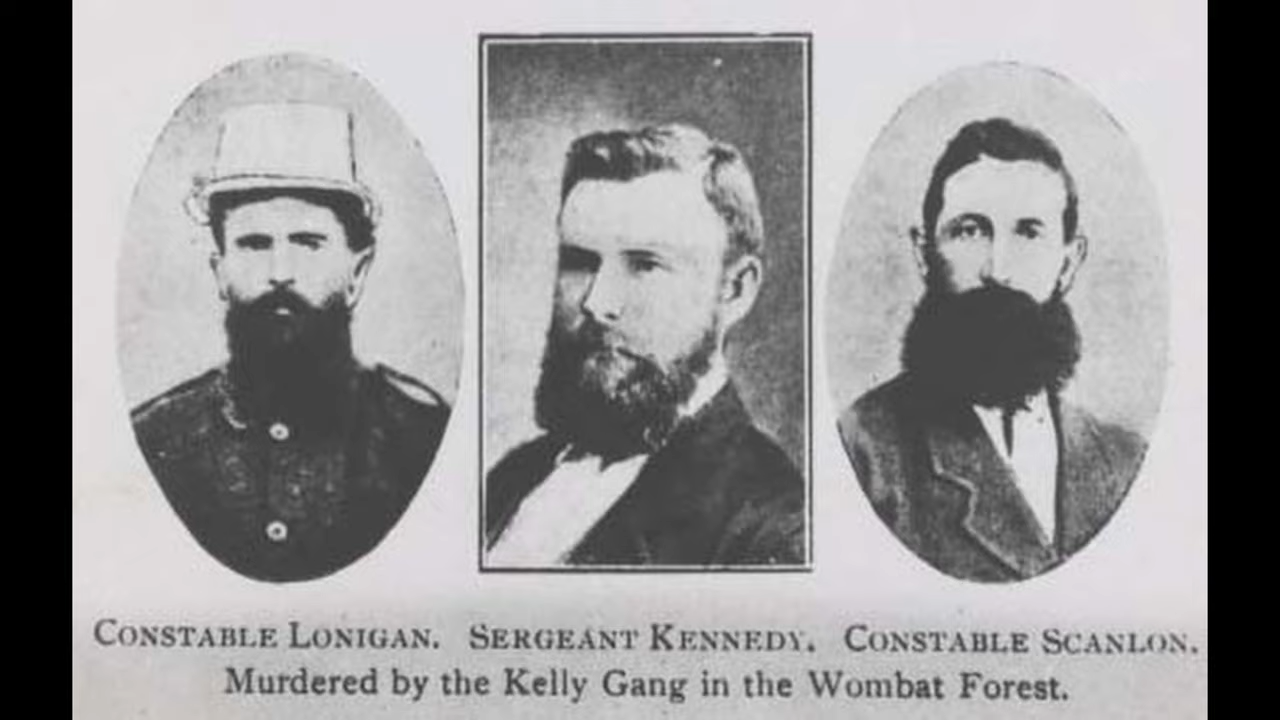 CONSTABLE LONIGAN. SERGEANT KENNEDY. CONSTABLE SCANLON.
Murdered by the Kelly Gang in the Wombat Forest.